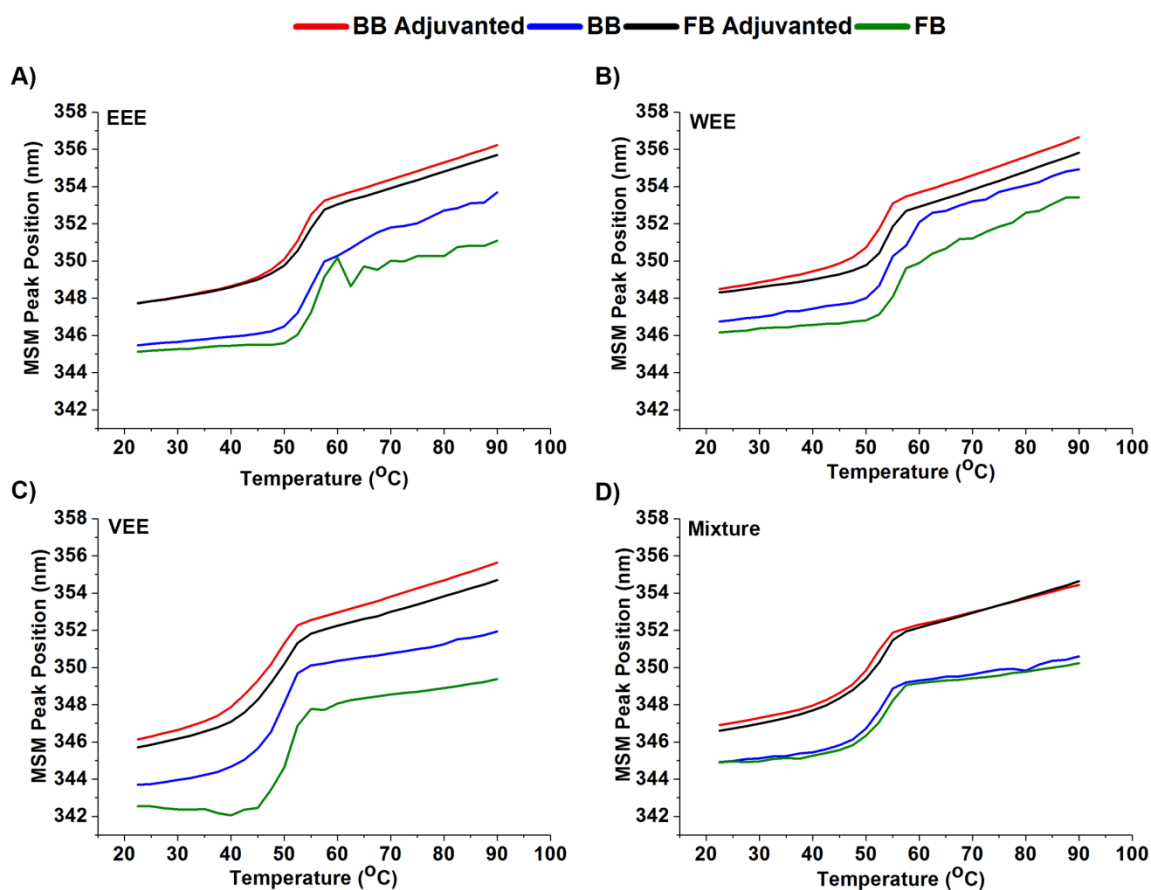 BB Adjuvanted BB FB Adjuvanted FB
A)
EEE
MSM Peak Position (nm)
358
356
354
352
350
348
346
344
342
20 30 40 50 60 70 80 90 100
Temperature (°C)
B)
WEE
MSM Peak Position (nm)
358
356
354
352
350
348
346
344
342
20 30 40 50 60 70 80 90 100
Temperature (°C)
C)
VEE
MSM Peak Position (nm)
358
356
354
352
350
348
346
344
342
20 30 40 50 60 70 80 90 100
Temperature (°C)
D)
Mixture
MSM Peak Position (nm)
358
356
354
352
350
348
346
344
342
20 30 40 50 60 70 80 90 100
Temperature (°C)